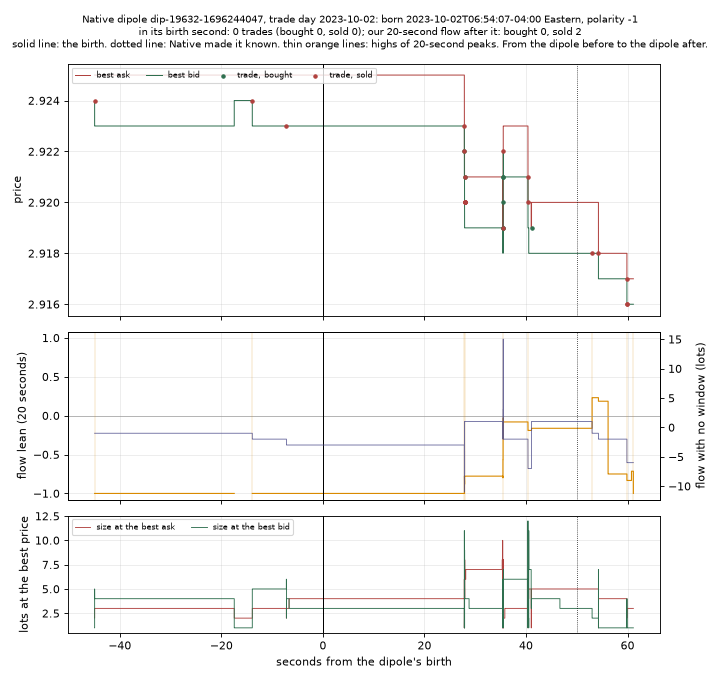 Native dipole dip-19632-1696244047, trade day 2023-10-02: born 2023-10-02T06:54:07-04:00 Eastern, polarity -1
in its birth second: 0 trades (bought 0, sold 0); our 20-second flow after it: bought 0, sold 2
solid line: the birth. dotted line: Native made it known. thin orange lines: highs of 20-second peaks. From the dipole before to the dipole after.
best ask best bid trade, bought trade, sold
2.924
2.922
2.920
2.918
2.916
price
1.0
0.5
0.0
−0.5
−1.0
flow lean (20 seconds)
15
10
5
0
−5
−10
flow with no window (lots)
size at the best ask size at the best bid
12.5
10.0
7.5
5.0
2.5
lots at the best price
−40 −20 0 20 40 60
seconds from the dipole's birth